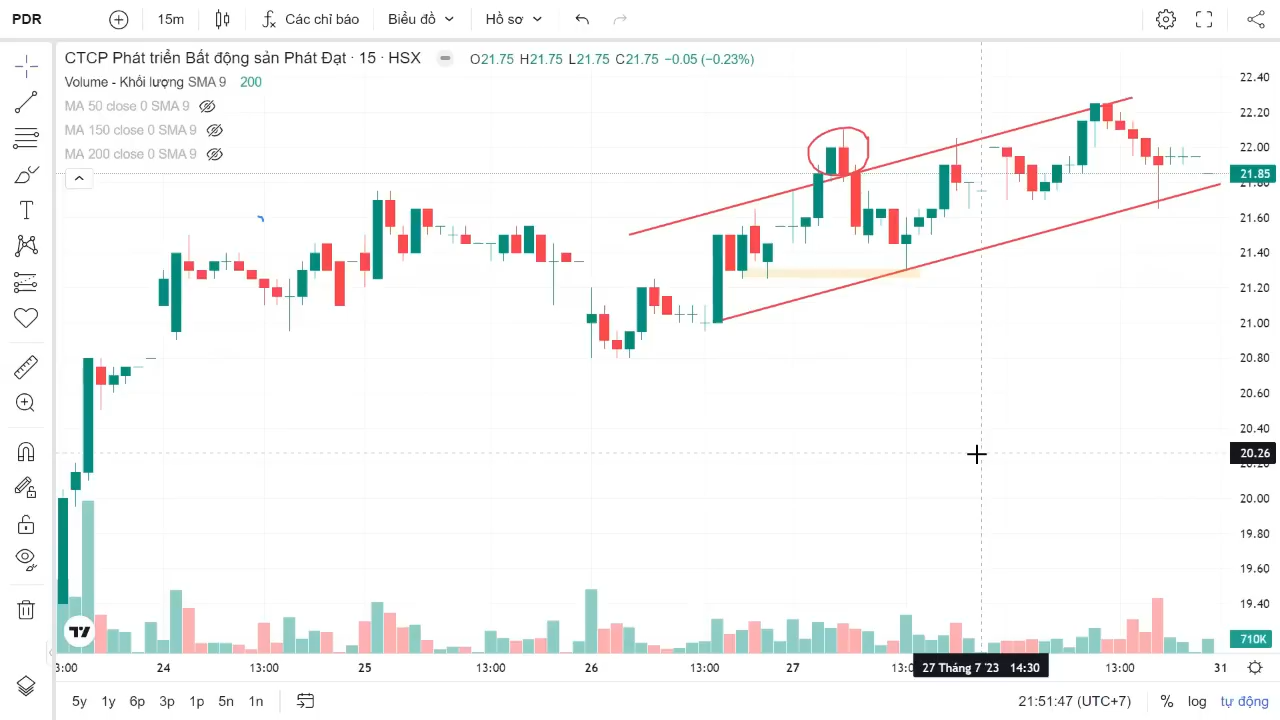 PDR 15m Các chỉ báo Biểu đồ Hồ sơ
CTCP Phát triển Bất động sản Phát Đạt · 15 · HSX O21.75 H21.75 L21.75 C21.75 −0.05 (−0.23%)
Volume - Khối lượng SMA 9 200
MA 50 close 0 SMA 9
MA 150 close 0 SMA 9
MA 200 close 0 SMA 9
22.40
22.20
22.00
21.85
21.60
21.40
21.20
21.00
20.80
20.60
20.40
20.26
20.00
19.80
19.60
19.40
710K
3:00 24 13:00 25 13:00 26 13:00 27 13:0 27 Tháng 7 '23 14:30 13:00 31
5y 1y 6p 3p 1p 5n 1n 21:51:47 (UTC+7) % log tự động